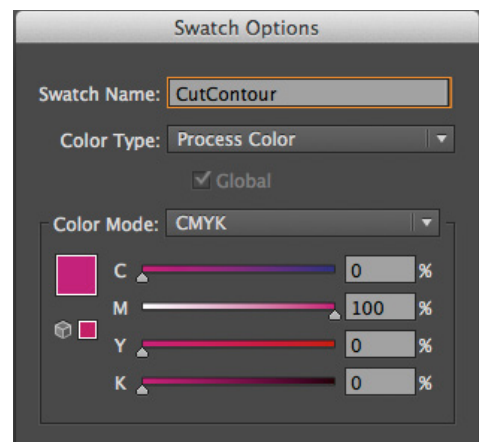 Swatch Options
Swatch Name: CutContour
Color Type: Process Color
Global
Color Mode: CMYK
C 0 %
M 100 %
Y 0 %
K 0 %